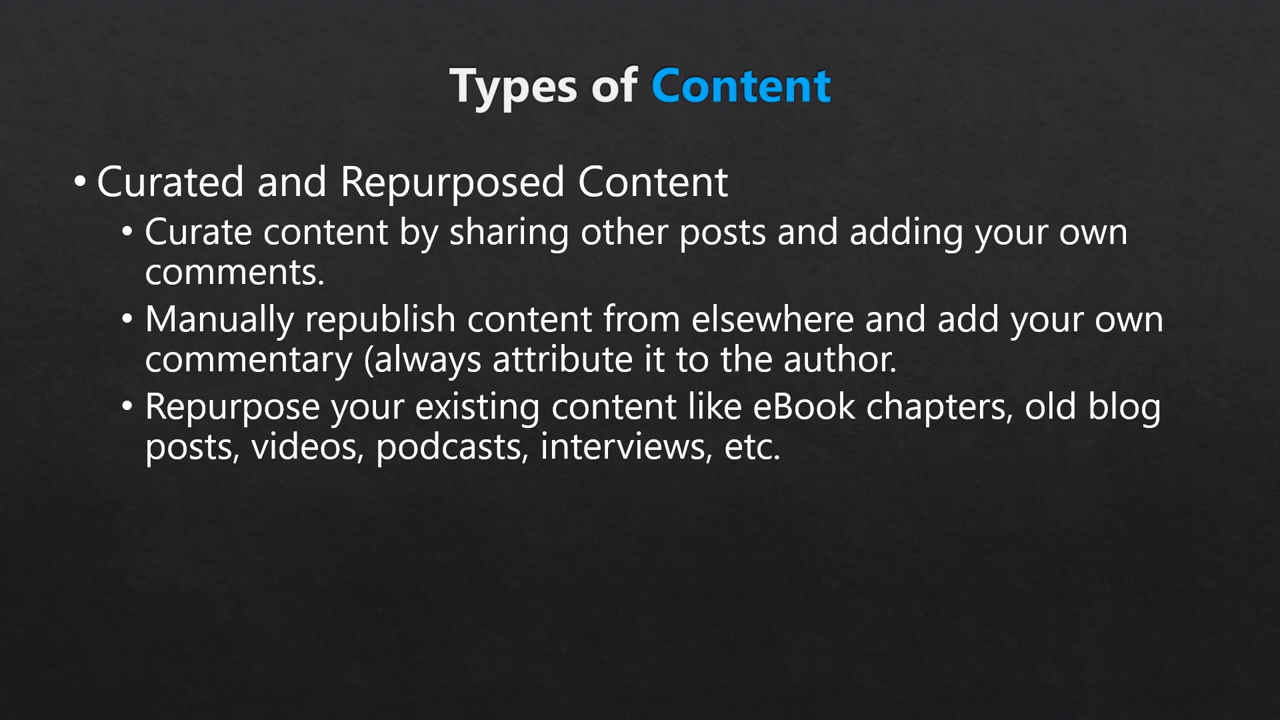 Types of Content
• Curated and Repurposed Content
• Curate content by sharing other posts and adding your own
comments.
• Manually republish content from elsewhere and add your own
commentary (always attribute it to the author.
• Repurpose your existing content like eBook chapters, old blog
posts, videos, podcasts, interviews, etc.